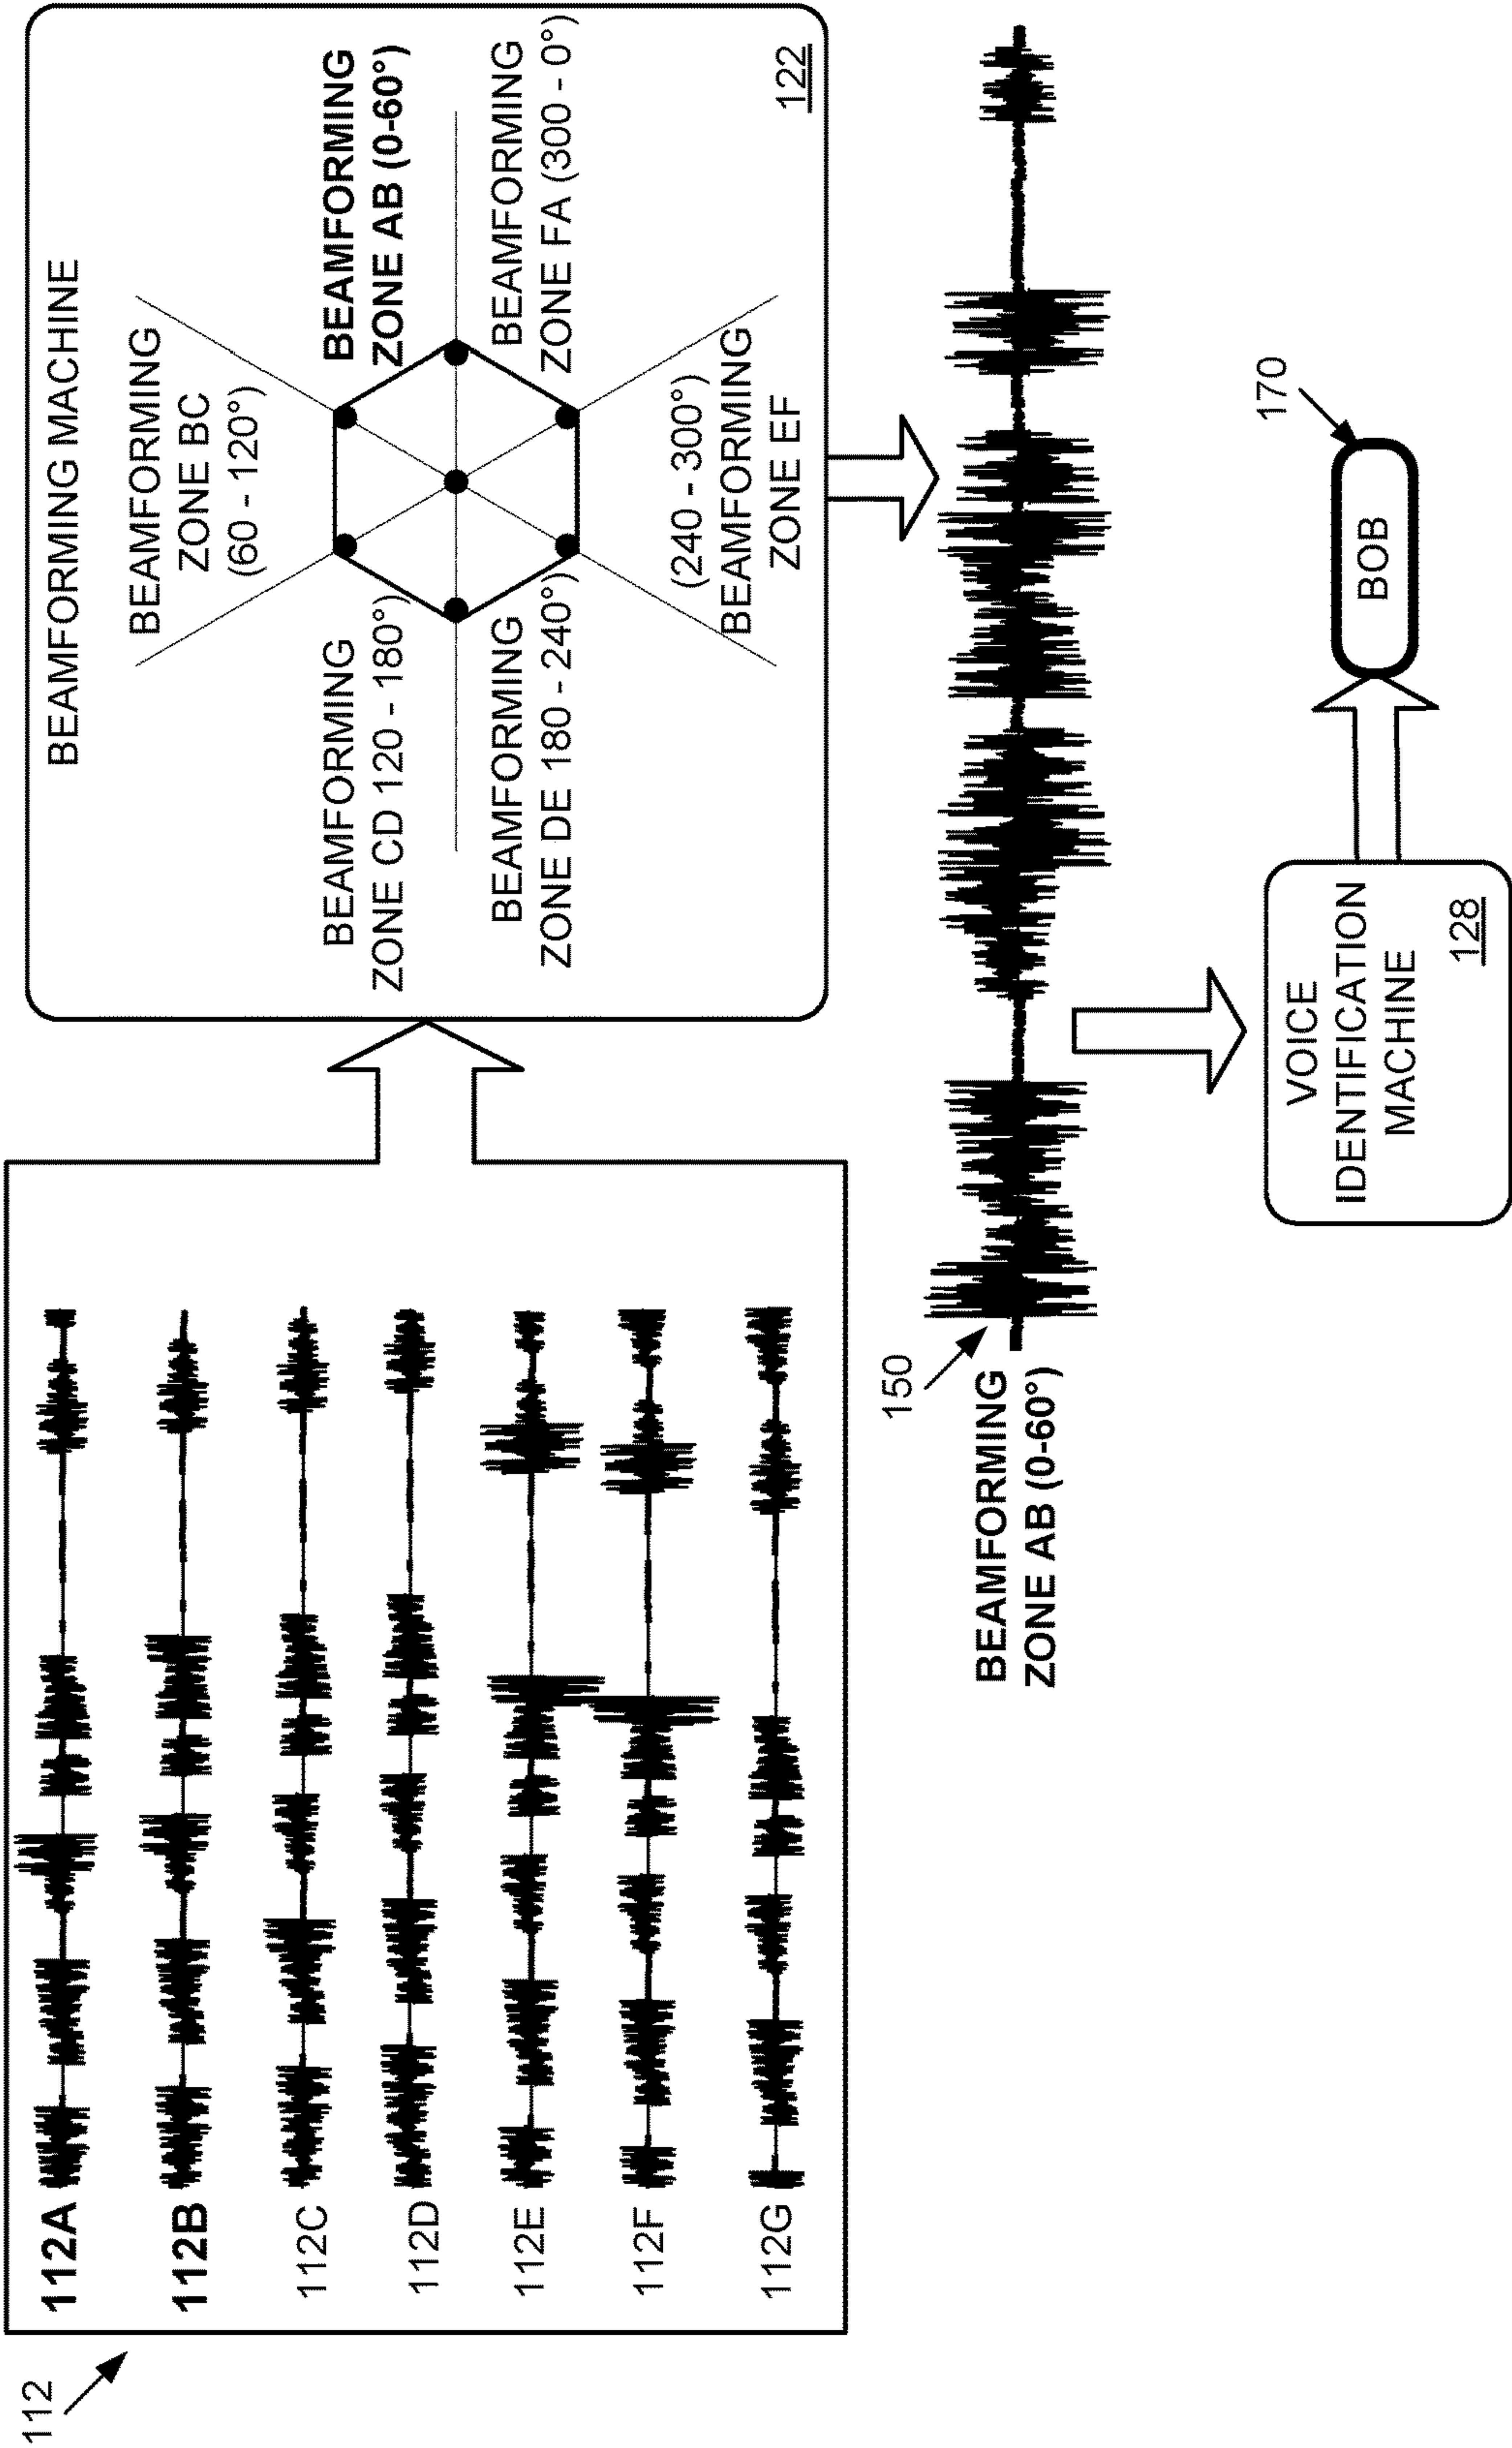 112
112A
112B
112C
112D
112E
112F
112G
BEAMFORMING MACHINE
BEAMFORMING
ZONE BC
(60 - 120°)
BEAMFORMING
ZONE CD 120 - 180°)
BEAMFORMING
ZONE AB (0-60°)
BEAMFORMING
ZONE DE 180 - 240°)
BEAMFORMING
ZONE FA (300 - 0°)
(240 - 300°)
BEAMFORMING
ZONE EF
122
150
BEAMFORMING
ZONE AB (0-60°)
VOICE
IDENTIFICATION
MACHINE
128
BOB
170